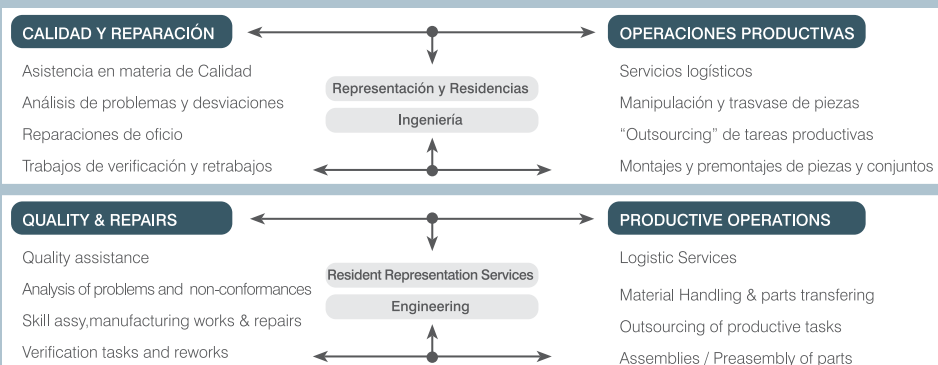 CALIDAD Y REPARACIÓN
Asistencia en materia de Calidad
Análisis de problemas y desviaciones
Reparaciones de oficio
Trabajos de verificación y retrabajos
Representación y Residencias
Ingeniería
OPERACIONES PRODUCTIVAS
Servicios logísticos
Manipulación y trasvase de piezas
“Outsourcing” de tareas productivas
Montajes y premontajes de piezas y conjuntos
QUALITY & REPAIRS
Quality assistance
Analysis of problems and non-conformances
Skill assy,manufacturing works & repairs
Verification tasks and reworks
Resident Representation Services
Engineering
PRODUCTIVE OPERATIONS
Logistic Services
Material Handling & parts transfering
Outsourcing of productive tasks
Assemblies / Preasembly of parts